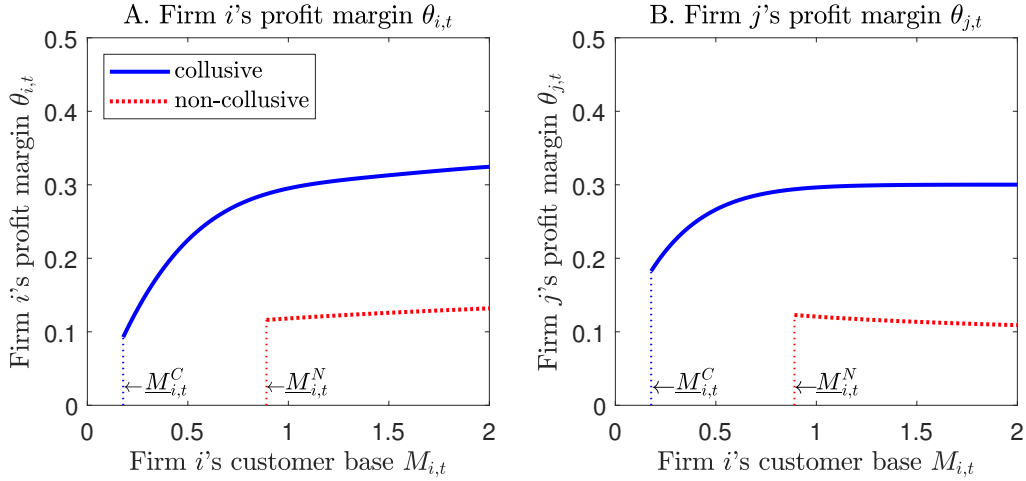 A. Firm i's profit margin θ_{i,t}
0.5
0.4
0.3
0.2
0.1
0
Firm i's profit margin θ_{i,t}
collusive
non-collusive
←M̲^C_{i,t}
←M̲^N_{i,t}
0 0.5 1 1.5 2
Firm i's customer base M_{i,t}
B. Firm j's profit margin θ_{j,t}
0.5
0.4
0.3
0.2
0.1
0
Firm j's profit margin θ_{j,t}
←M̲^C_{i,t}
←M̲^N_{i,t}
0 0.5 1 1.5 2
Firm i's customer base M_{i,t}